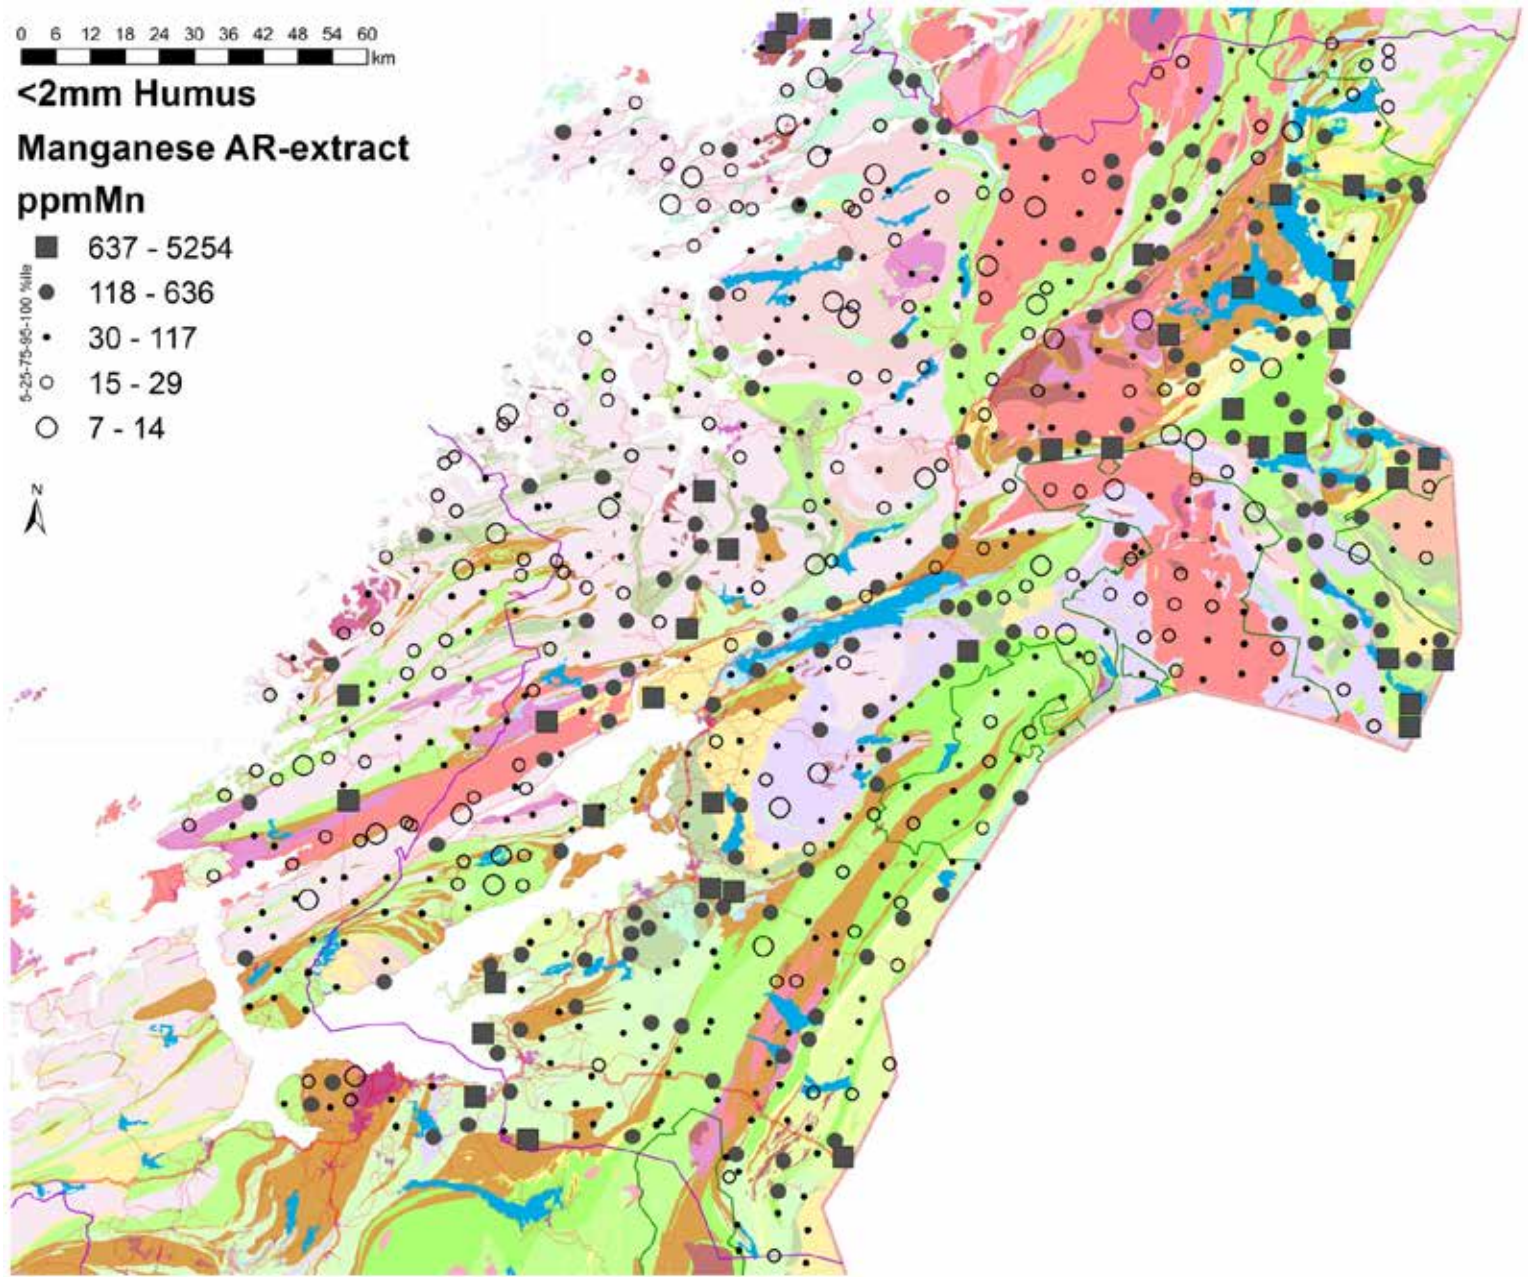 0 6 12 18 24 30 36 42 48 54 60
km
<2mm Humus
Manganese AR-extract
ppmMn
637 - 5254
118 - 636
30 - 117
15 - 29
7 - 14
5-25-75-95-100 %ile
N